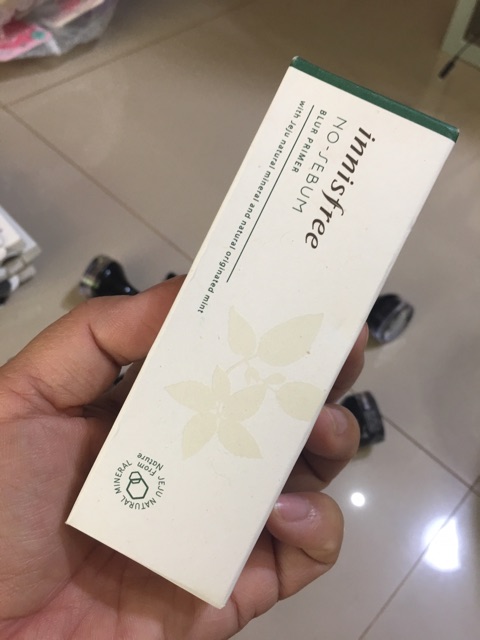 innisfree
NO-SEBUM
BLUR PRIMER
with Jeju natural mineral and natural originated mint
JEJU NATURAL MINERAL
From
Nature